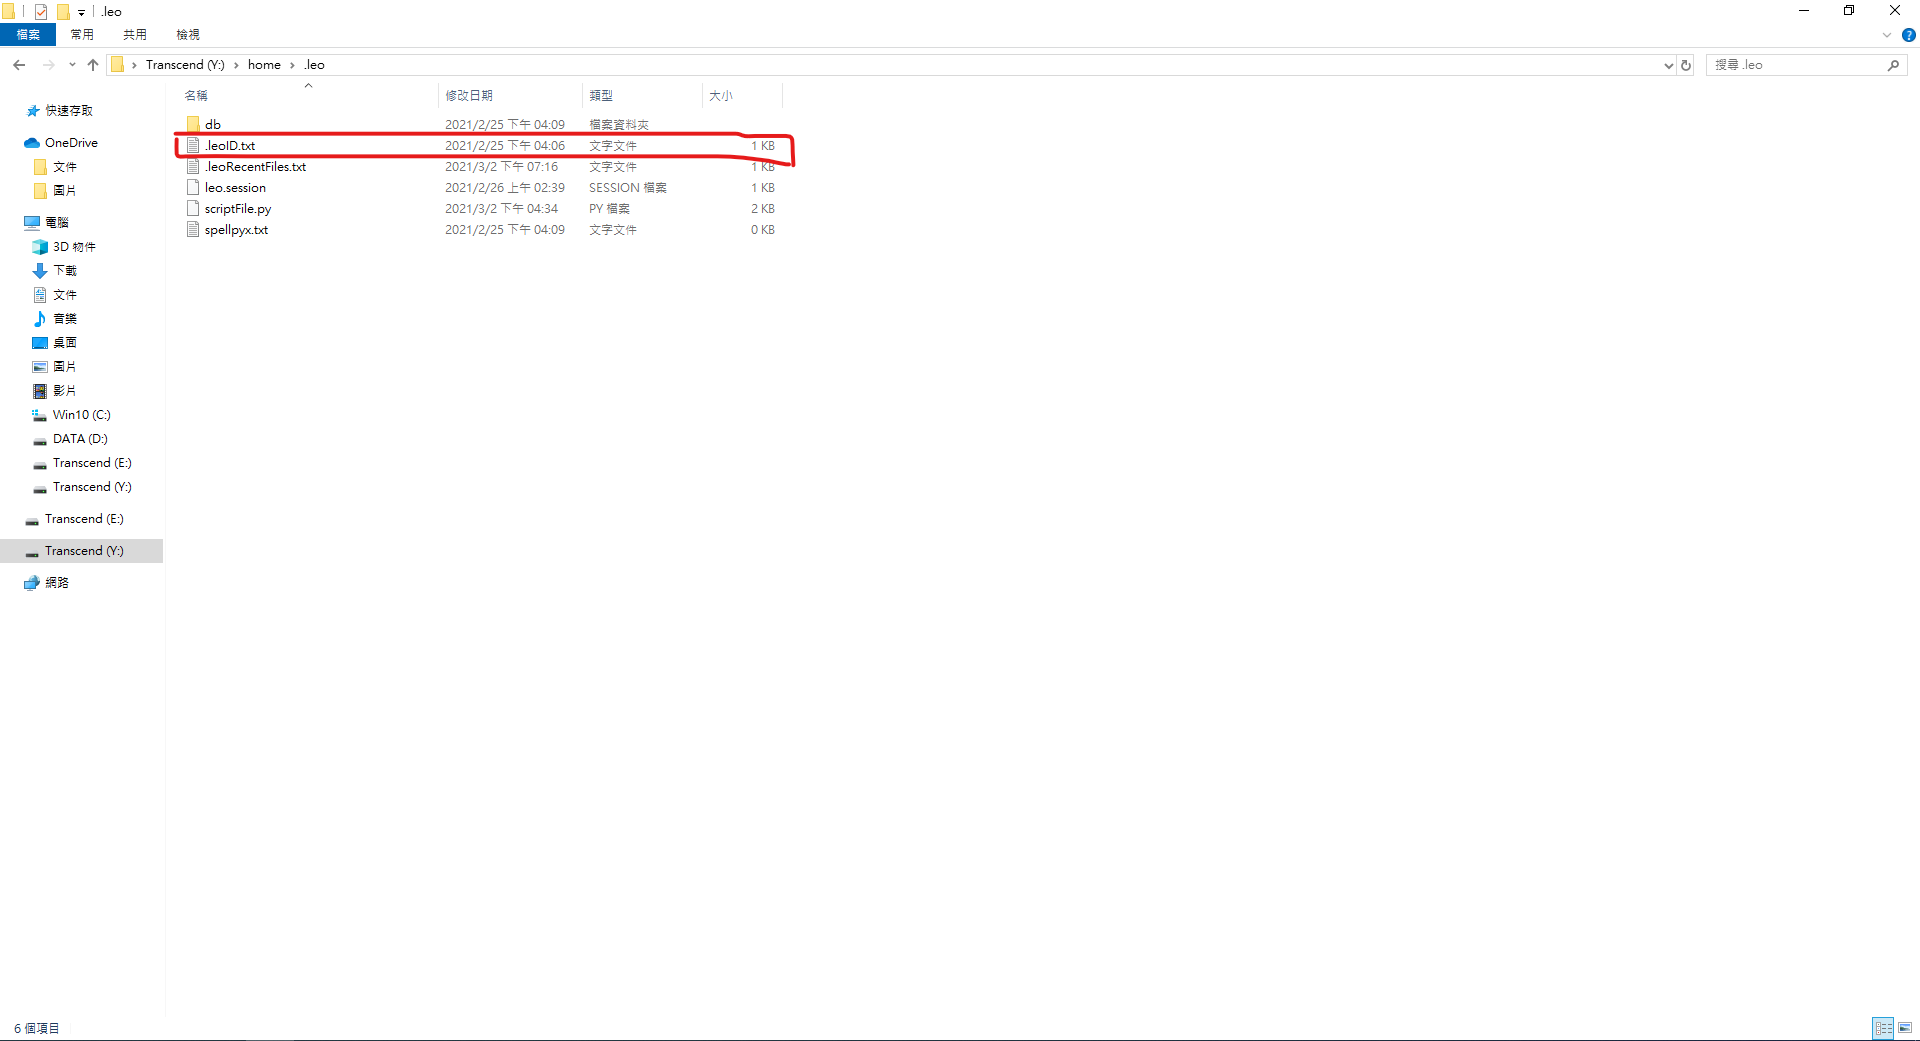 .leo
檔案 常用 共用 檢視
Transcend (Y:) home .leo 搜尋 .leo
名稱 修改日期 類型 大小
db 2021/2/25 下午 04:09 檔案資料夾
.leoID.txt 2021/2/25 下午 04:06 文字文件 1 KB
.leoRecentFiles.txt 2021/3/2 下午 07:16 文字文件 1 KB
leo.session 2021/2/26 上午 02:39 SESSION 檔案 1 KB
scriptFile.py 2021/3/2 下午 04:34 PY 檔案 2 KB
spellpyx.txt 2021/2/25 下午 04:09 文字文件 0 KB
快速存取
OneDrive
文件
圖片
電腦
3D 物件
下載
文件
音樂
桌面
圖片
影片
Win10 (C:)
DATA (D:)
Transcend (E:)
Transcend (Y:)
Transcend (E:)
Transcend (Y:)
網路
6 個項目